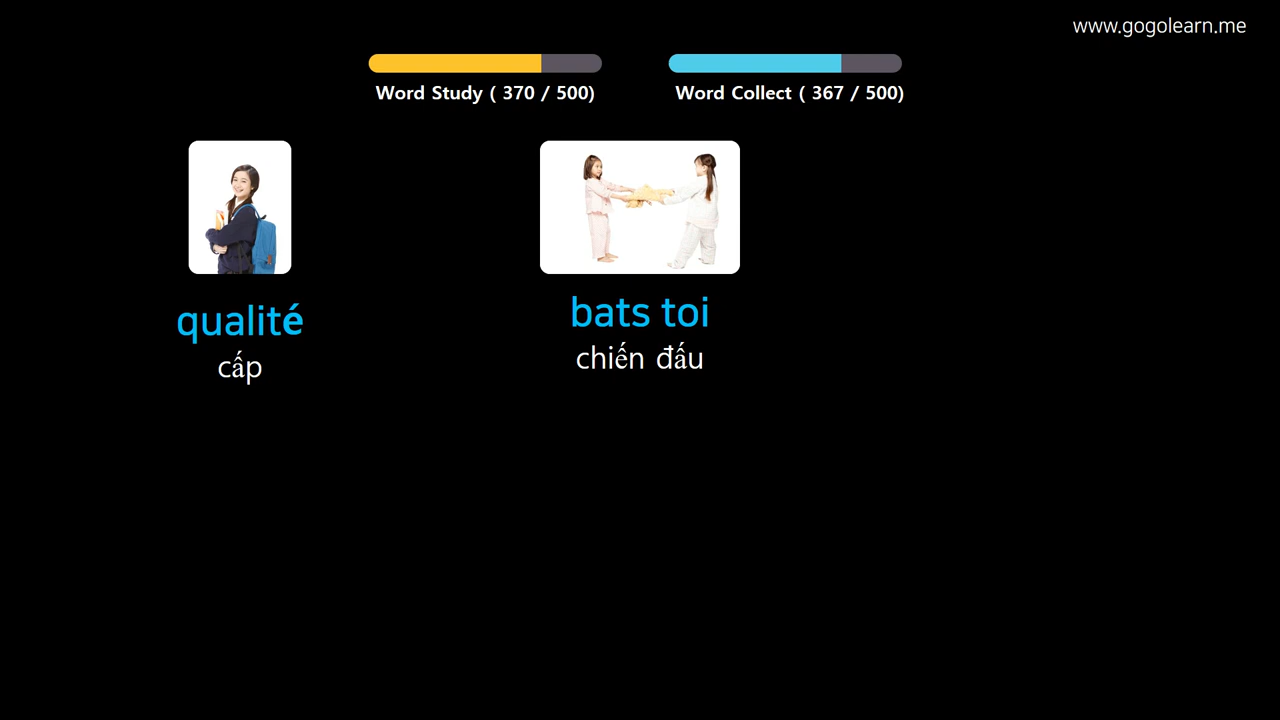 www.gogolearn.me
Word Study ( 370 / 500)
Word Collect ( 367 / 500)
qualité
cấp
bats toi
chiến đấu